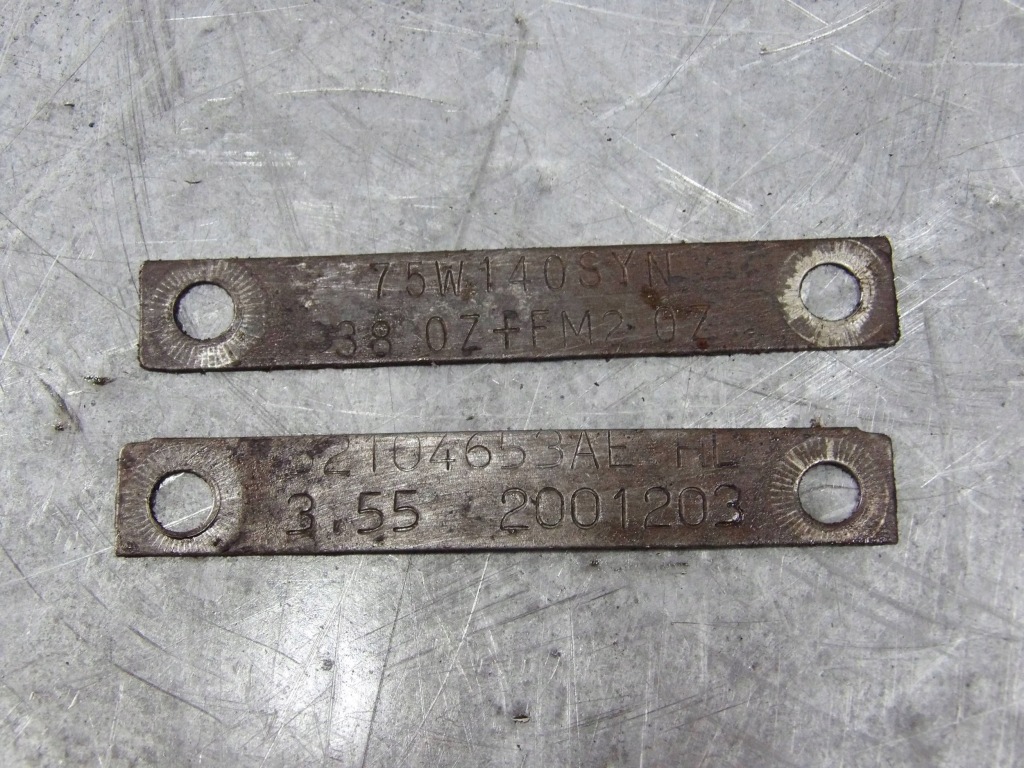 75W140SYN
38 OZ+FM2 OZ
52104653AE HL
3.55 2001203